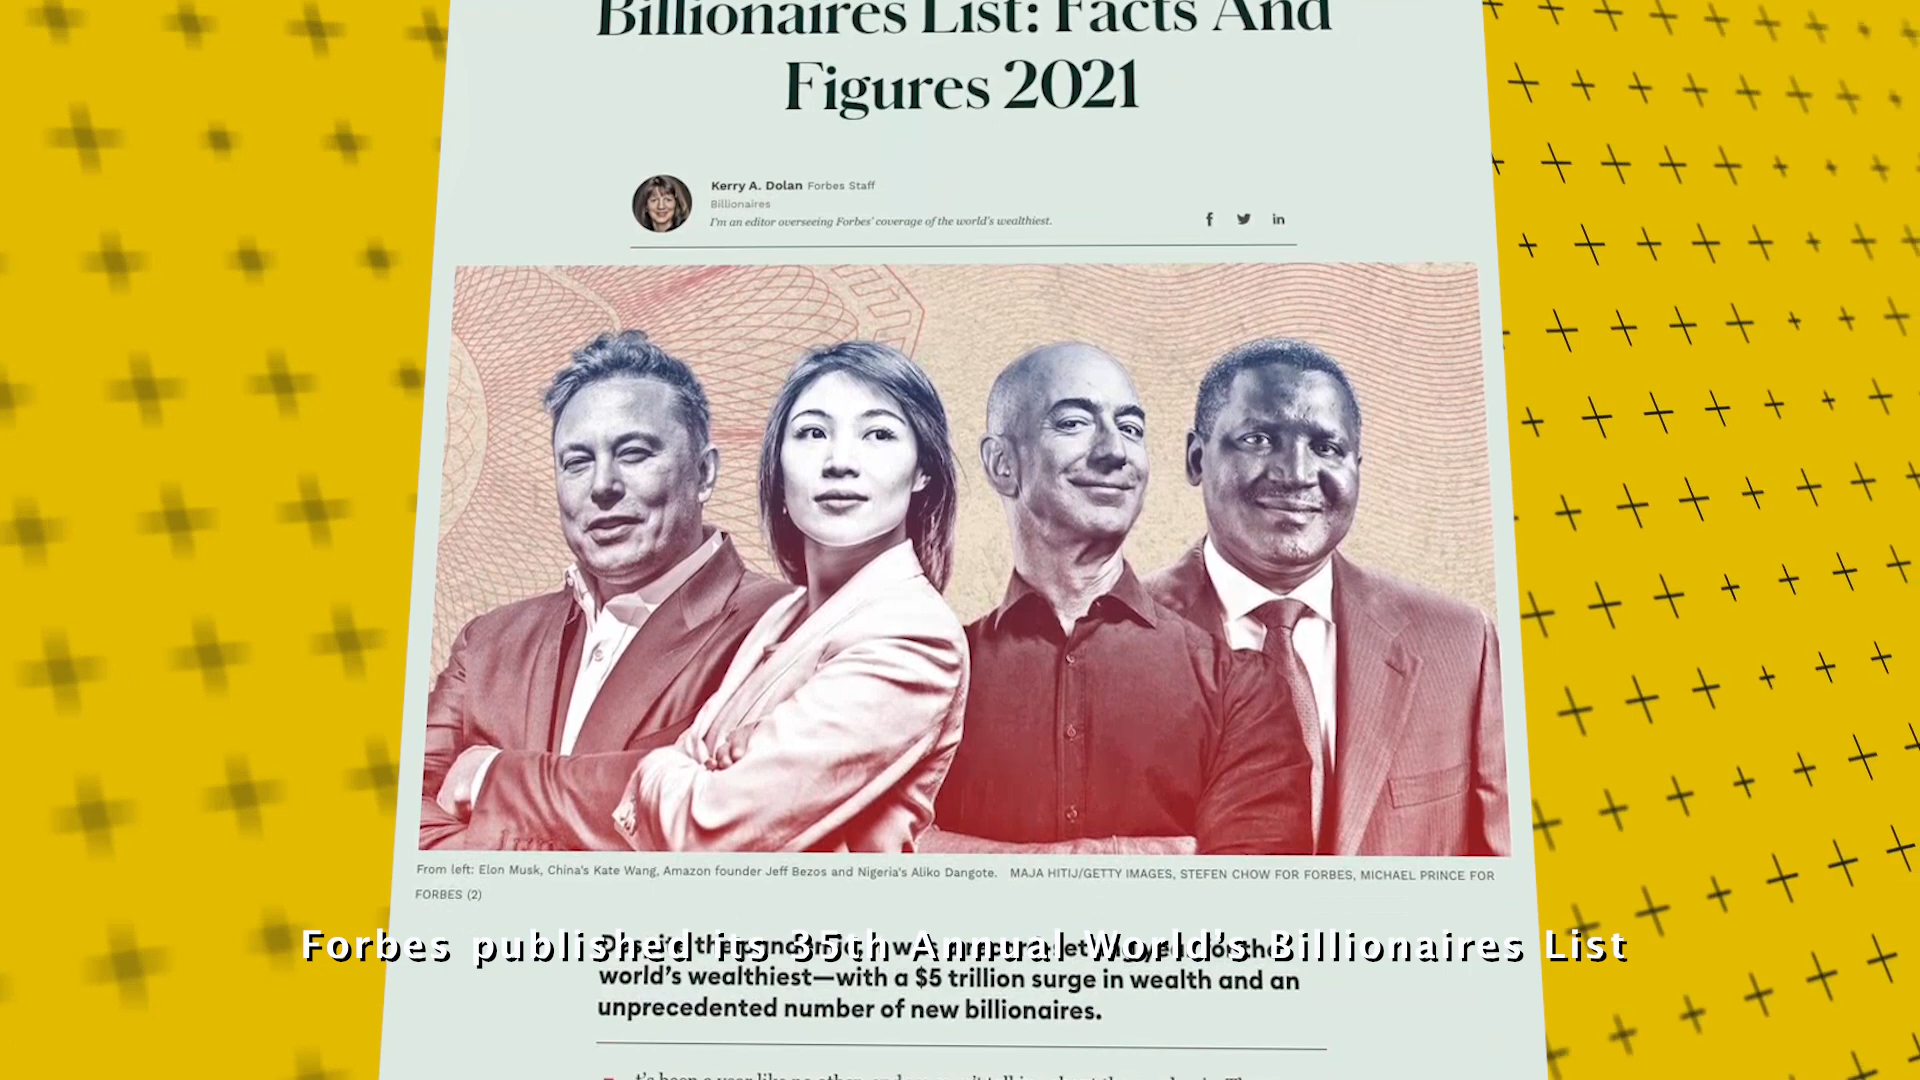 Billionaires List: Facts And
Figures 2021
Kerry A. Dolan Forbes Staff
Billionaires
I'm an editor overseeing Forbes' coverage of the world's wealthiest.
From left: Elon Musk, China's Kate Wang, Amazon founder Jeff Bezos and Nigeria's Aliko Dangote. MAJA HITIJ/GETTY IMAGES, STEFEN CHOW FOR FORBES, MICHAEL PRINCE FOR
FORBES (2)
Forbes published its 35th Annual World's Billionaires List
Despite the
world's wealthiest—with a $5 trillion surge in wealth and an
unprecedented number of new billionaires.